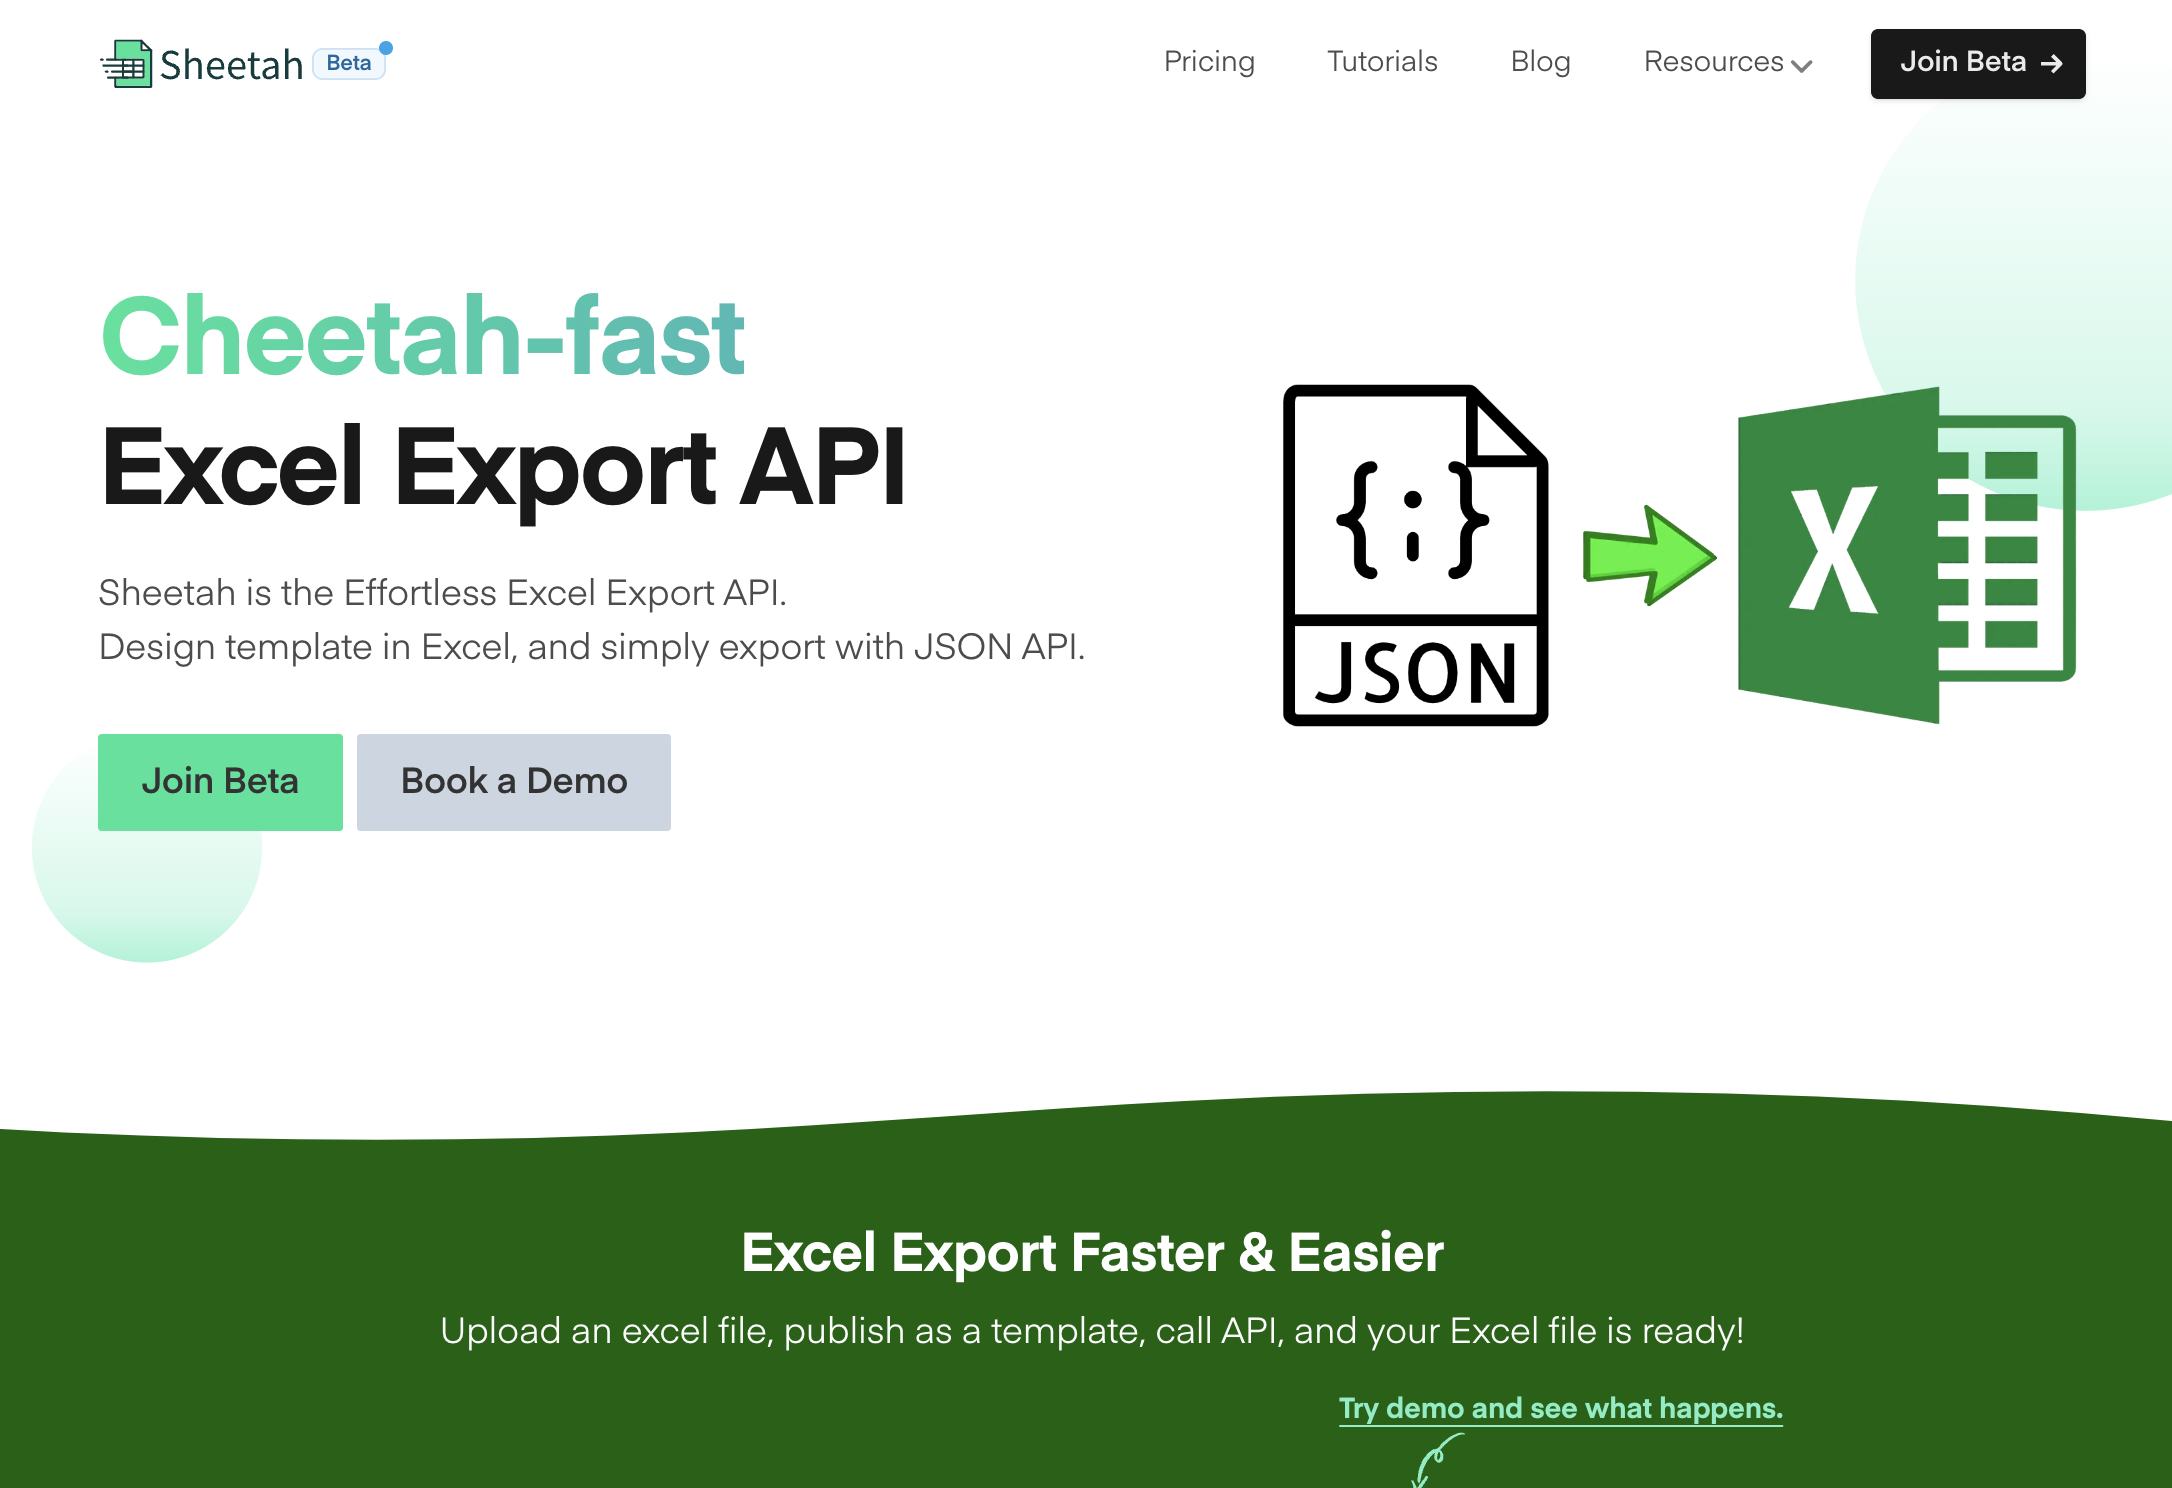 Sheetah Beta
Pricing Tutorials Blog Resources Join Beta →
Cheetah-fast
Excel Export API
Sheetah is the Effortless Excel Export API.
Design template in Excel, and simply export with JSON API.
Join Beta Book a Demo
{;}
JSON
X
Excel Export Faster & Easier
Upload an excel file, publish as a template, call API, and your Excel file is ready!
Try demo and see what happens.